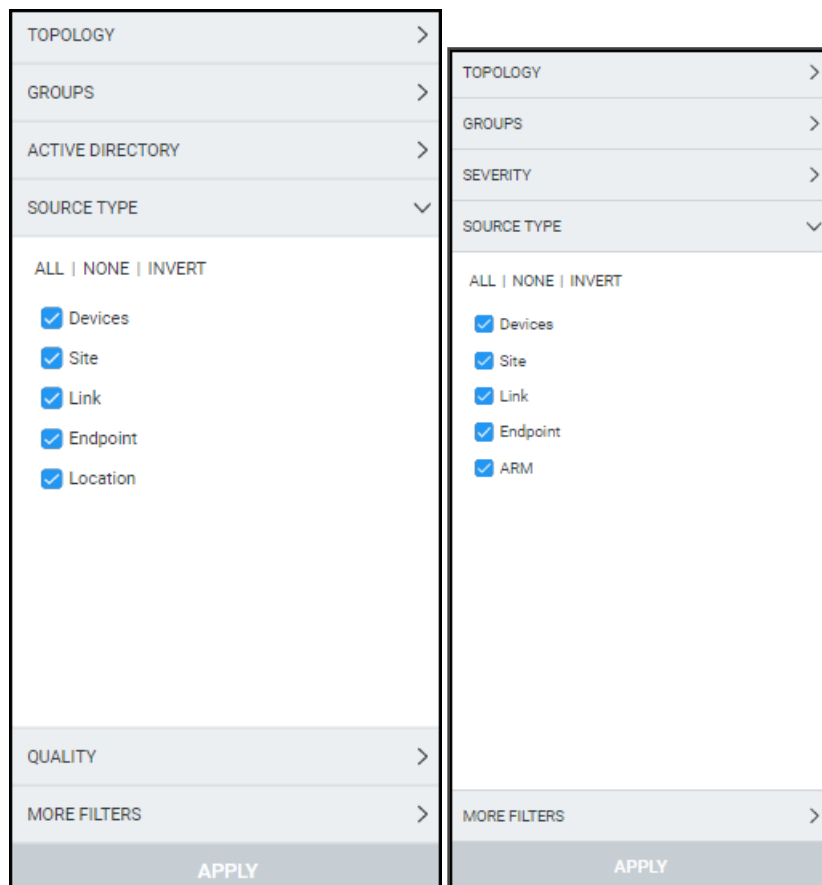 TOPOLOGY
GROUPS
ACTIVE DIRECTORY
SOURCE TYPE
ALL | NONE | INVERT
Devices
Site
Link
Endpoint
Location
QUALITY
MORE FILTERS
APPLY
TOPOLOGY
GROUPS
SEVERITY
SOURCE TYPE
ALL | NONE | INVERT
Devices
Site
Link
Endpoint
ARM
MORE FILTERS
APPLY